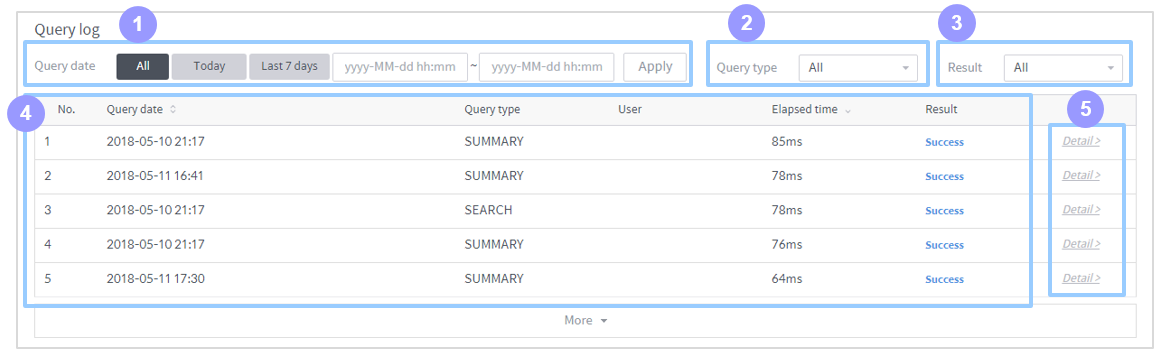 1 2 3
Query log
Query date All Today Last 7 days yyyy-MM-dd hh:mm ~ yyyy-MM-dd hh:mm Apply Query type All Result All
4 5
No. Query date Query type User Elapsed time Result
1 2018-05-10 21:17 SUMMARY 85ms Success Detail >
2 2018-05-11 16:41 SUMMARY 78ms Success Detail >
3 2018-05-10 21:17 SEARCH 78ms Success Detail >
4 2018-05-10 21:17 SUMMARY 76ms Success Detail >
5 2018-05-11 17:30 SUMMARY 64ms Success Detail >
More